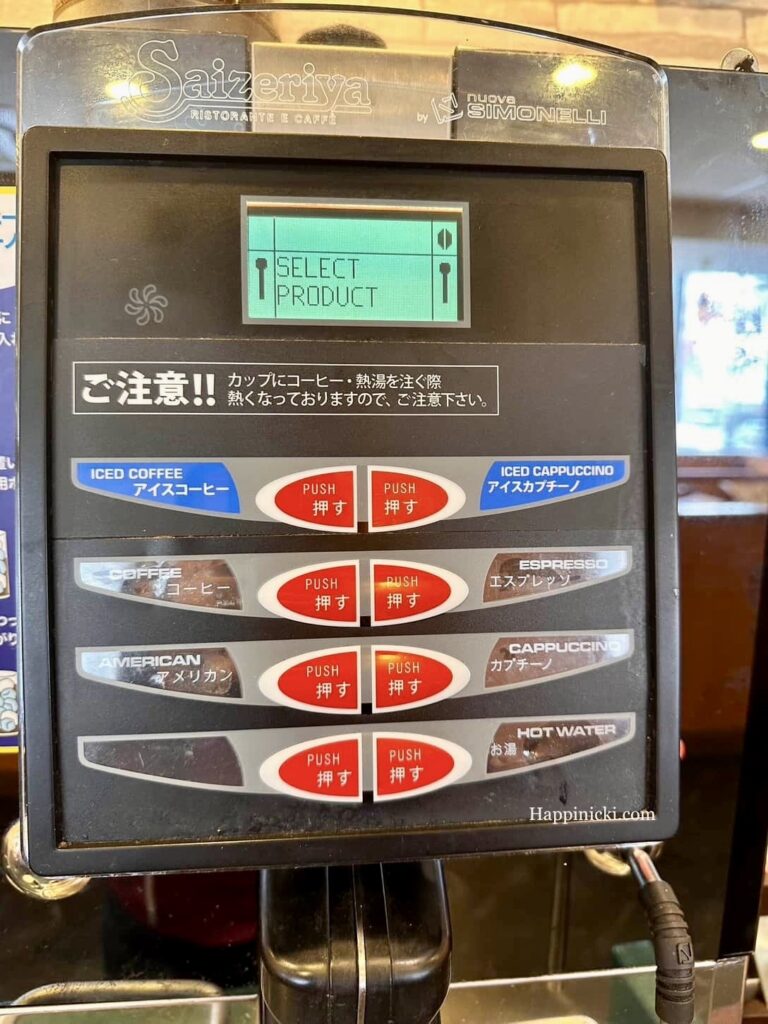 Saizeriya
RISTORANTE E CAFFÈ
by nuova SIMONELLI
SELECT
PRODUCT
ご注意!!
カップにコーヒー・熱湯を注ぐ際
熱くなっておりますので、ご注意下さい。
ICED COFFEE
アイスコーヒー
PUSH
押す
PUSH
押す
ICED CAPPUCCINO
アイスカプチーノ
COFFEE
コーヒー
PUSH
押す
PUSH
押す
ESPRESSO
エスプレッソ
AMERICAN
アメリカン
PUSH
押す
PUSH
押す
CAPPUCCINO
カプチーノ
PUSH
押す
PUSH
押す
HOT WATER
お湯
Happinicki.com